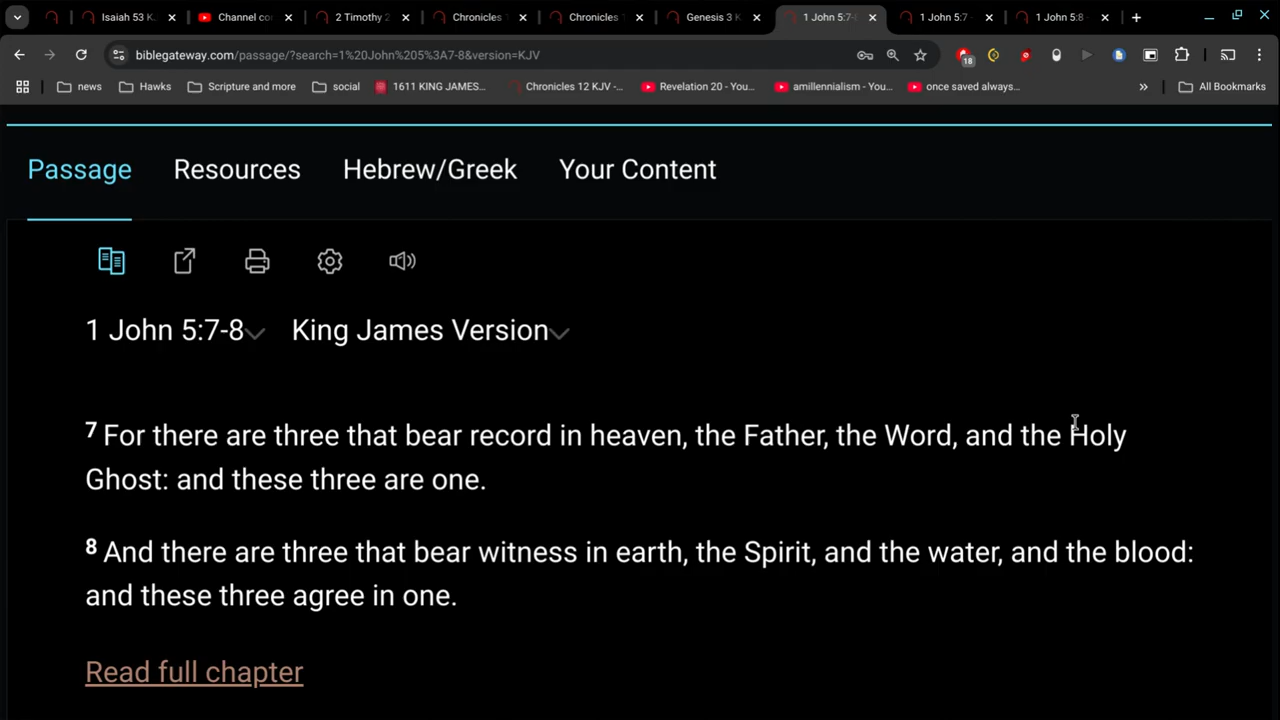 Isaiah 53 K
Channel co
2 Timothy 2
Chronicles
Chronicles
Genesis 3 K
1 John 5:7-
1 John 5:7
1 John 5:8
biblegateway.com/passage/?search=1%20John%205%3A7-8&version=KJV
18
news Hawks Scripture and more social 1611 KING JAMES... Chronicles 12 KJV -... Revelation 20 - You... amillennialism - You... once saved always... » All Bookmarks
Passage Resources Hebrew/Greek Your Content
1 John 5:7-8 King James Version
7 For there are three that bear record in heaven, the Father, the Word, and the Holy
Ghost: and these three are one.
8 And there are three that bear witness in earth, the Spirit, and the water, and the blood:
and these three agree in one.
Read full chapter